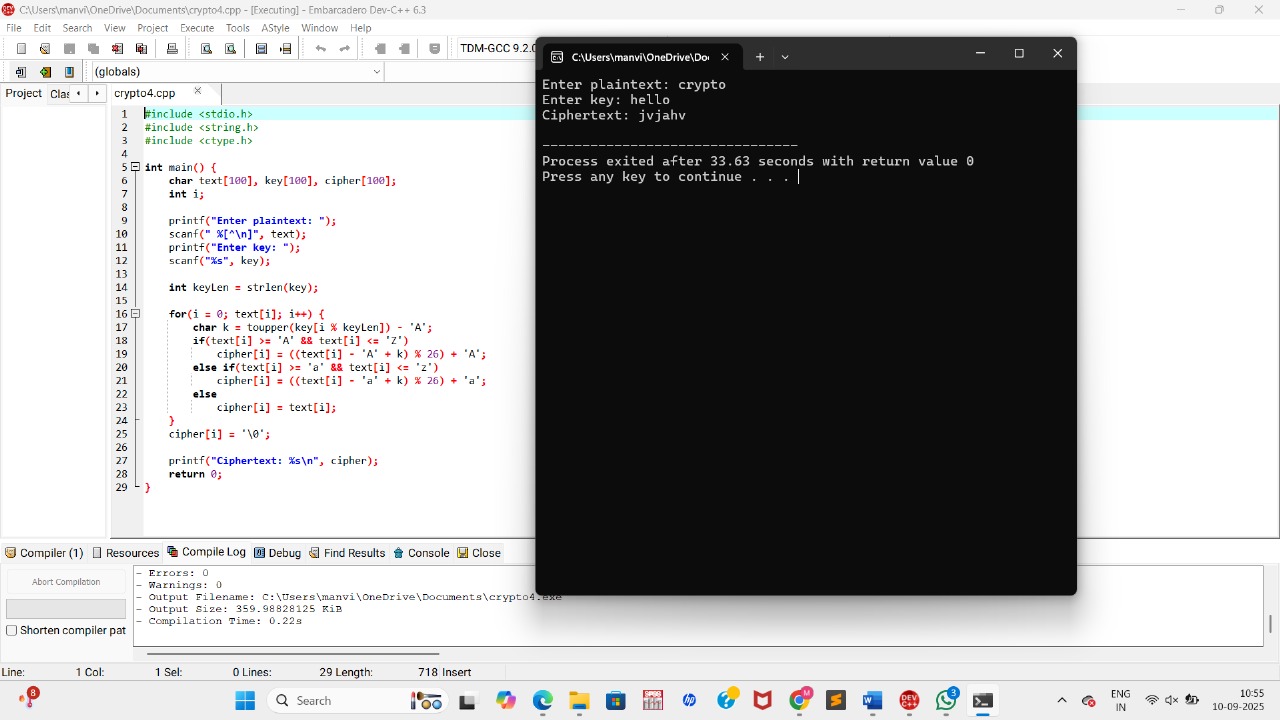 C:\Users\manvi\OneDrive\Documents\crypto4.cpp - [Executing] - Embarcadero Dev-C++ 6.3
File Edit Search View Project Execute Tools AStyle Window Help
TDM-GCC 9.2.0
(globals)
Project Clas crypto4.cpp
1 #include <stdio.h>
2 #include <string.h>
3 #include <ctype.h>
4
5 int main() {
6 char text[100], key[100], cipher[100];
7 int i;
8
9 printf("Enter plaintext: ");
10 scanf(" %[^\n]", text);
11 printf("Enter key: ");
12 scanf("%s", key);
13
14 int keyLen = strlen(key);
15
16 for(i = 0; text[i]; i++) {
17 char k = toupper(key[i % keyLen]) - 'A';
18 if(text[i] >= 'A' && text[i] <= 'Z')
19 cipher[i] = ((text[i] - 'A' + k) % 26) + 'A';
20 else if(text[i] >= 'a' && text[i] <= 'z')
21 cipher[i] = ((text[i] - 'a' + k) % 26) + 'a';
22 else
23 cipher[i] = text[i];
24 }
25 cipher[i] = '\0';
26
27 printf("Ciphertext: %s\n", cipher);
28 return 0;
29 }
C:\Users\manvi\OneDrive\Do
Enter plaintext: crypto
Enter key: hello
Ciphertext: jvjahv
--------------------------------
Process exited after 33.63 seconds with return value 0
Press any key to continue . . .
Compiler (1) Resources Compile Log Debug Find Results Console Close
Abort Compilation
Shorten compiler pat
- Errors: 0
- Warnings: 0
- Output Filename: C:\Users\manvi\OneDrive\Documents\crypto4.exe
- Output Size: 359.98828125 KiB
- Compilation Time: 0.22s
Line: 1 Col: 1 Sel: 0 Lines: 29 Length: 718 Insert
8
Search
DEV C++
M
3
ENG
IN
10:55
10-09-2025